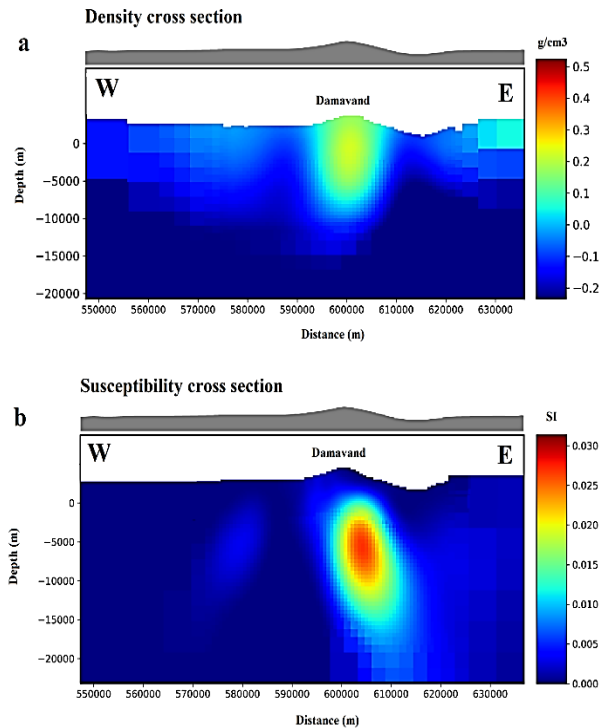 Density cross section
a
g/cm3
W
E
Damavand
0.5
0.4
0.3
0.2
0.1
0.0
−0.1
−0.2
0
−5000
−10000
−15000
−20000
Depth (m)
550000 560000 570000 580000 590000 600000 610000 620000 630000
Distance (m)
Susceptibility cross section
b
SI
W
E
Damavand
0.030
0.025
0.020
0.015
0.010
0.005
0.000
0
−5000
−10000
−15000
−20000
Depth (m)
550000 560000 570000 580000 590000 600000 610000 620000 630000
Distance (m)